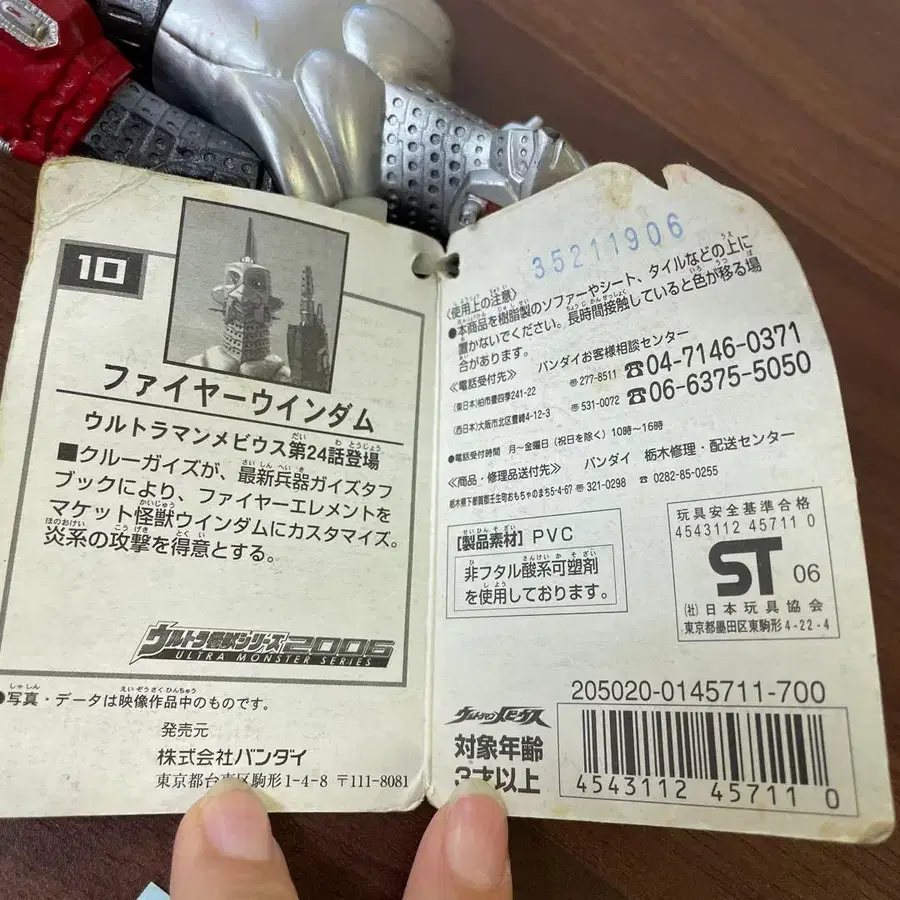 10
ファイヤーウインダム
ウルトラマンメビウス第24話登場
■クルーガイズが、最新兵器ガイズタフ
ブックにより、ファイヤーエレメントを
マケット怪獣ウインダムにカスタマイズ。
炎系の攻撃を得意とする。
ウルトラ怪獣シリーズ2006
ULTRA MONSTER SERIES
●写真・データは映像作品中のものです。
発売元
株式会社バンダイ
東京都台東区駒形1-4-8 〒111-8081
35211906
〈使用上の注意〉
●本商品を樹脂製のソファーやシート、タイルなどの上に
置かないでください。長時間接触していると色が移る場
合があります。
バンダイお客様相談センター
《電話受付先》
(東日本)柏市豊四季241-22 〒277-8511 ☎04-7146-0371
(西日本)大阪市北区豊崎4-12-3 〒531-0072 ☎06-6375-5050
●電話受付時間 月~金曜日(祝日を除く)10時~16時
《商品・修理品送付先》 バンダイ 栃木修理・配送センター
栃木県下都賀郡壬生町おもちゃのまち5-4-67 〒321-0298 ☎0282-85-0255
[製品素材] PVC
非フタル酸系可塑剤
を使用しております。
玩具安全基準合格
4543112 45711 0
ST 06
(社)日本玩具協会
東京都墨田区東駒形4-22-4
205020-0145711-700
ウルトラマンメビウス
対象年齢
3才以上
4543112 45711 0